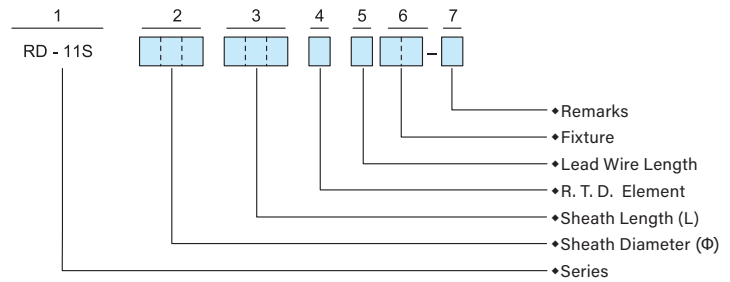 1 2 3 4 5 6 7
RD - 11S
–
◆Remarks
◆Fixture
◆Lead Wire Length
◆R. T. D. Element
◆Sheath Length (L)
◆Sheath Diameter (Φ)
◆Series